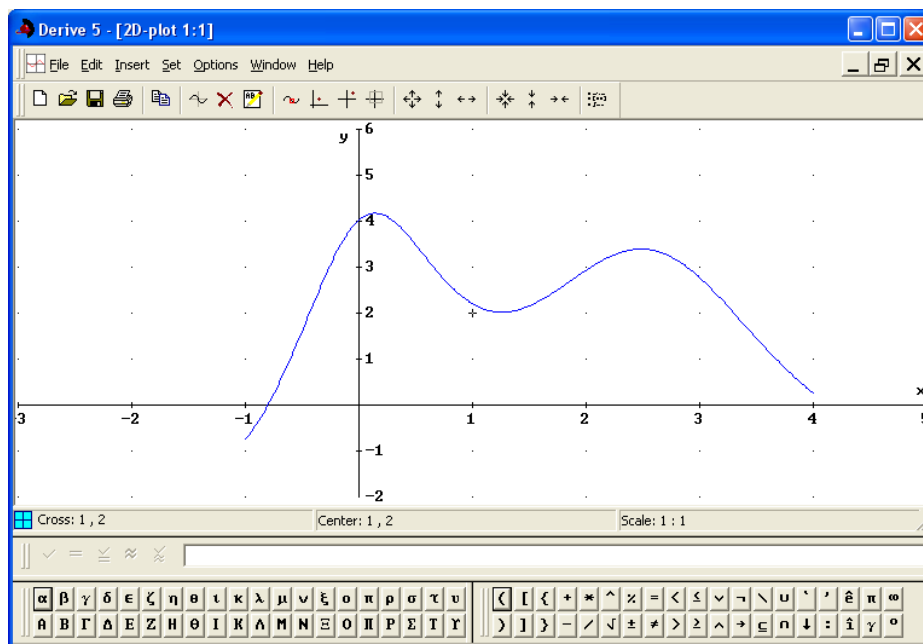 Derive 5 - [2D-plot 1:1]
File Edit Insert Set Options Window Help
y 6
5
4
3
2
1
x
-3 -2 -1 1 2 3 4 5
-1
-2
Cross: 1 , 2 Center: 1 , 2 Scale: 1 : 1
α β γ δ ε ζ η θ ι κ λ μ ν ξ ο π ρ σ τ υ ( [ { + * ^ % = < ≤ ∨ ¬ \ ∪ ` ' ê π ∞
Α Β Γ Δ Ε Ζ Η Θ Ι Κ Λ Μ Ν Ξ Ο Π Ρ Σ Τ Υ ) ] } - / √ ± ≠ > ≥ ∧ → ⊆ ∩ ↓ : î γ °